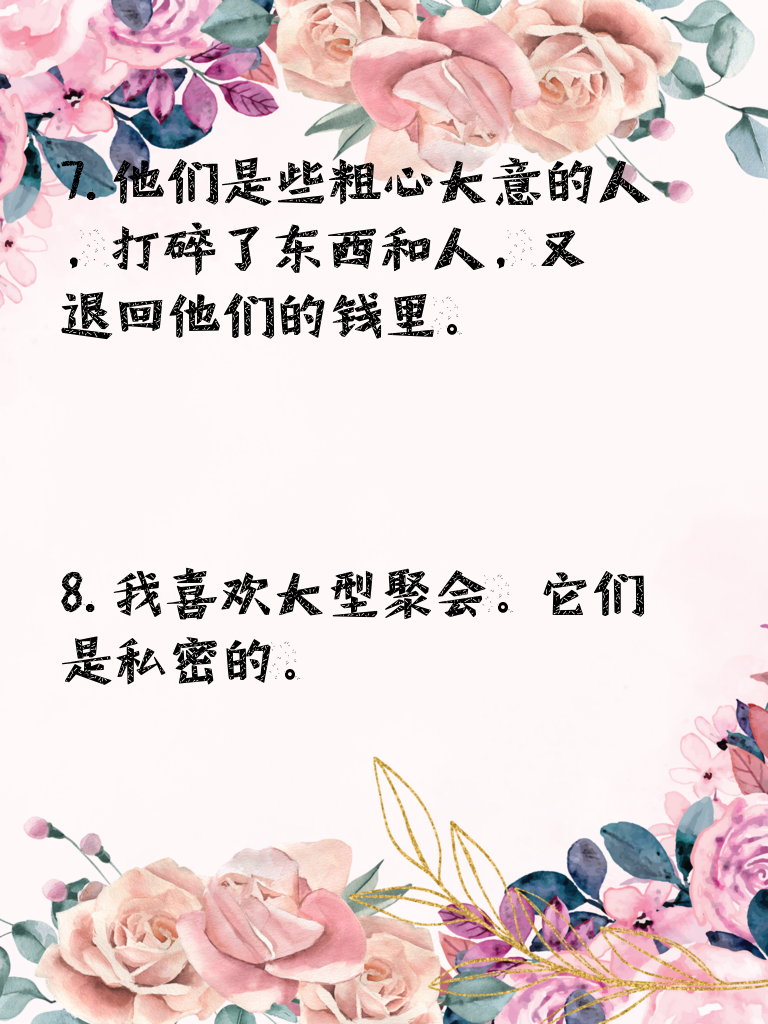 7. 他们是些粗心大意的人
，打碎了东西和人，又
退回他们的钱里。
8. 我喜欢大型聚会。它们
是私密的。